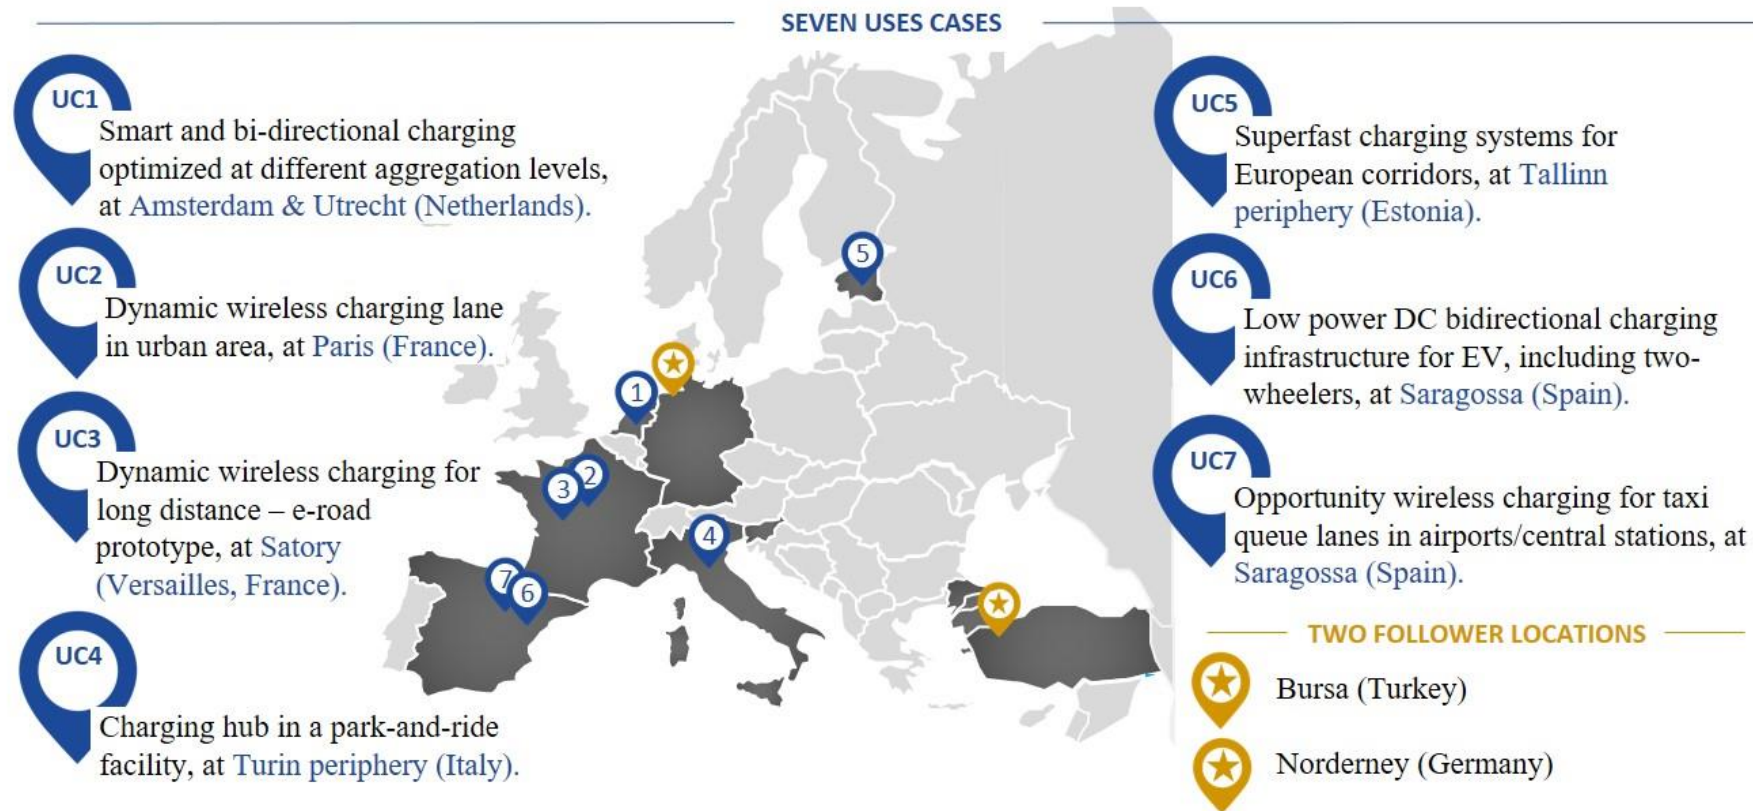 SEVEN USES CASES
UC1
Smart and bi-directional charging
optimized at different aggregation levels,
at Amsterdam & Utrecht (Netherlands).
UC2
Dynamic wireless charging lane
in urban area, at Paris (France).
UC3
Dynamic wireless charging for
long distance – e-road
prototype, at Satory
(Versailles, France).
UC4
Charging hub in a park-and-ride
facility, at Turin periphery (Italy).
5
1
2
3
4
7
6
UC5
Superfast charging systems for
European corridors, at Tallinn
periphery (Estonia).
UC6
Low power DC bidirectional charging
infrastructure for EV, including two-
wheelers, at Saragossa (Spain).
UC7
Opportunity wireless charging for taxi
queue lanes in airports/central stations, at
Saragossa (Spain).
TWO FOLLOWER LOCATIONS
Bursa (Turkey)
Norderney (Germany)